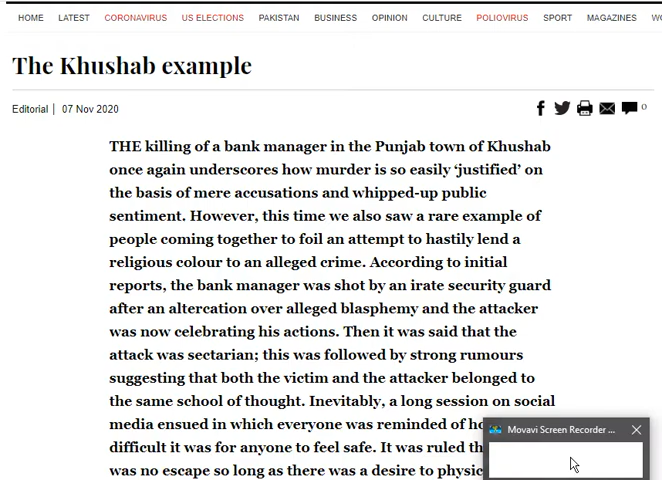 HOME LATEST CORONAVIRUS US ELECTIONS PAKISTAN BUSINESS OPINION CULTURE POLIOVIRUS SPORT MAGAZINES
The Khushab example
Editorial | 07 Nov 2020 0
THE killing of a bank manager in the Punjab town of Khushab
once again underscores how murder is so easily ‘justified’ on
the basis of mere accusations and whipped-up public
sentiment. However, this time we also saw a rare example of
people coming together to foil an attempt to hastily lend a
religious colour to an alleged crime. According to initial
reports, the bank manager was shot by an irate security guard
after an altercation over alleged blasphemy and the attacker
was now celebrating his actions. Then it was said that the
attack was sectarian; this was followed by strong rumours
suggesting that both the victim and the attacker belonged to
the same school of thought. Inevitably, a long session on social
media ensued in which everyone was reminded of
difficult it was for anyone to feel safe. It was ruled
was no escape so long as there was a desire to
Movavi Screen Recorder ...